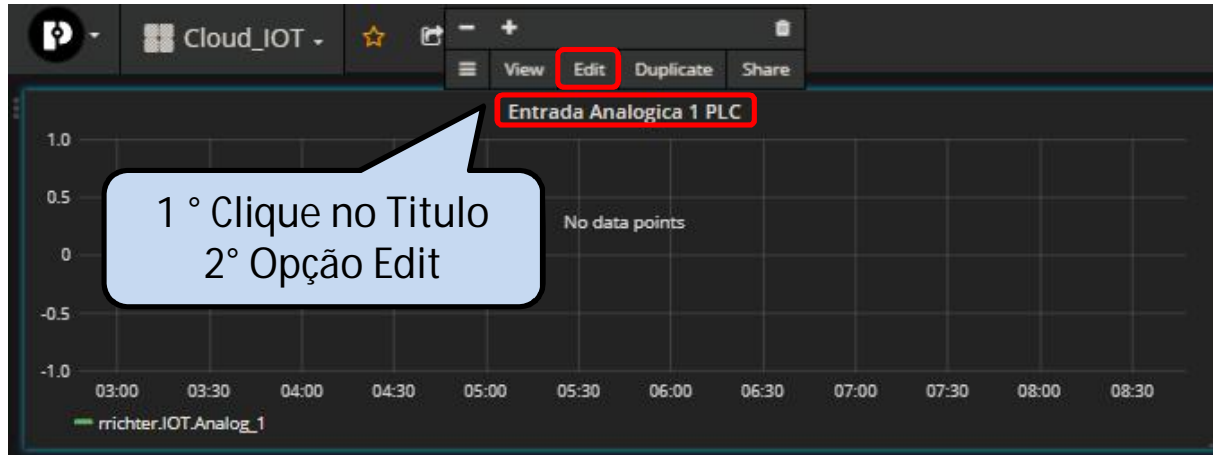 Cloud_IOT
View Edit Duplicate Share
Entrada Analogica 1 PLC
1.0
0.5
0
-0.5
-1.0
1 ° Clique no Titulo
2° Opção Edit
No data points
03:00 03:30 04:00 04:30 05:00 05:30 06:00 06:30 07:00 07:30 08:00 08:30
rrichter.IOT.Analog_1